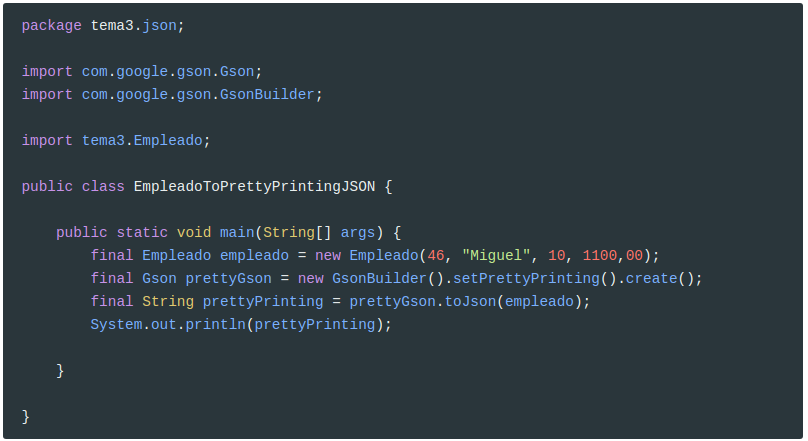 package tema3.json;
import com.google.gson.Gson;
import com.google.gson.GsonBuilder;
import tema3.Empleado;
public class EmpleadoToPrettyPrintingJSON {
public static void main(String[] args) {
final Empleado empleado = new Empleado(46, "Miguel", 10, 1100,00);
final Gson prettyGson = new GsonBuilder().setPrettyPrinting().create();
final String prettyPrinting = prettyGson.toJson(empleado);
System.out.println(prettyPrinting);
}
}